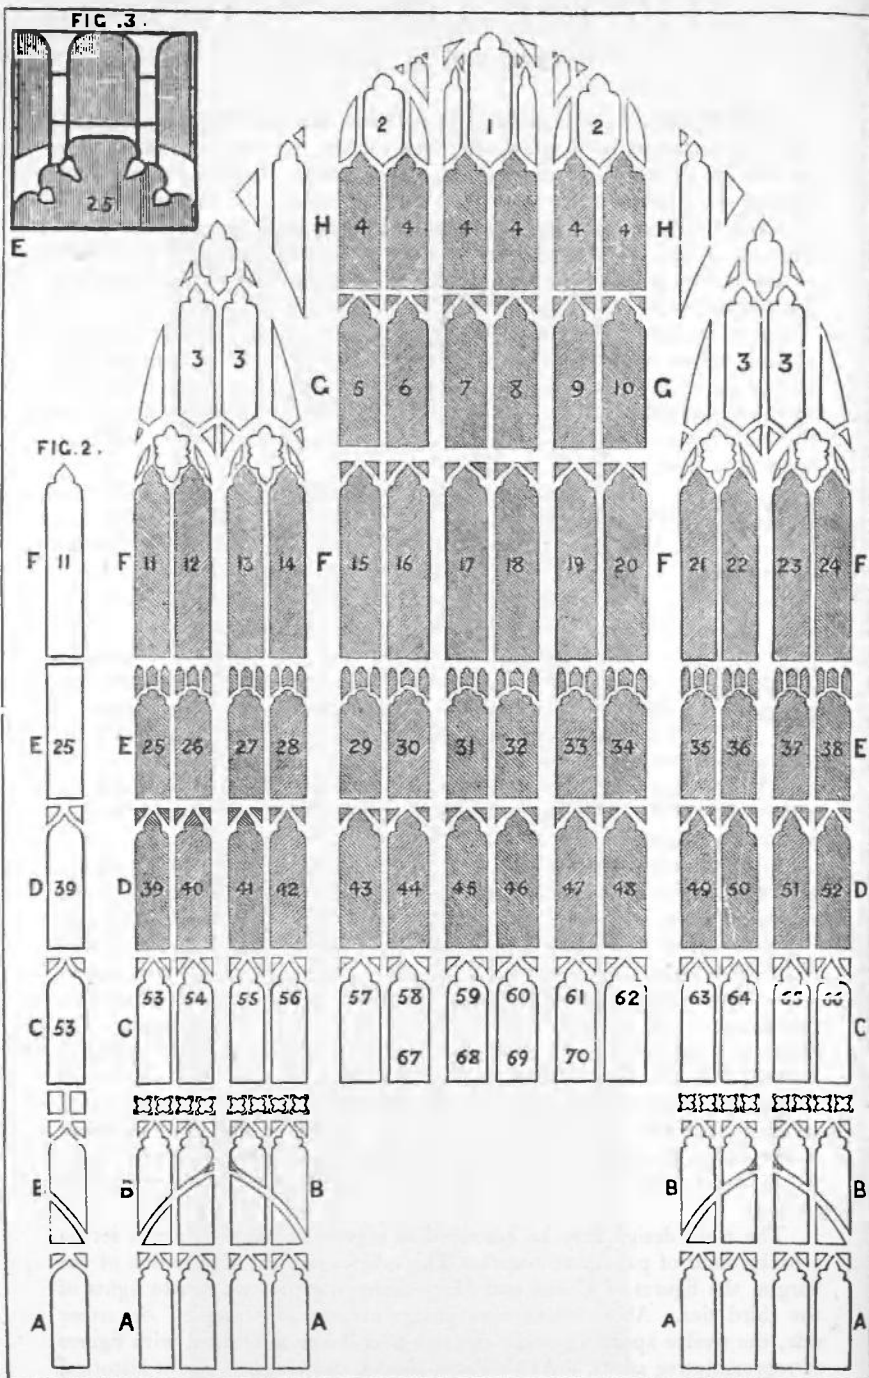 FIG. 3.
25
E
2 1 2
H 4 4 4 4 4 4 H
3 3
3 3
G 5 6 7 8 9 10 G
FIG. 2.
F 11 F 11 12 13 14 F 15 16 17 18 19 20 F 21 22 23 24 F
E 25 E 25 26 27 28 29 30 31 32 33 34 35 36 37 38 E
D 39 D 39 40 41 42 43 44 45 46 47 48 49 50 51 52 D
C 53 C 53 54 55 56 57 58 59 60 61 62 63 64 65 66 C
67 68 69 70
B B B B B
A A A A A